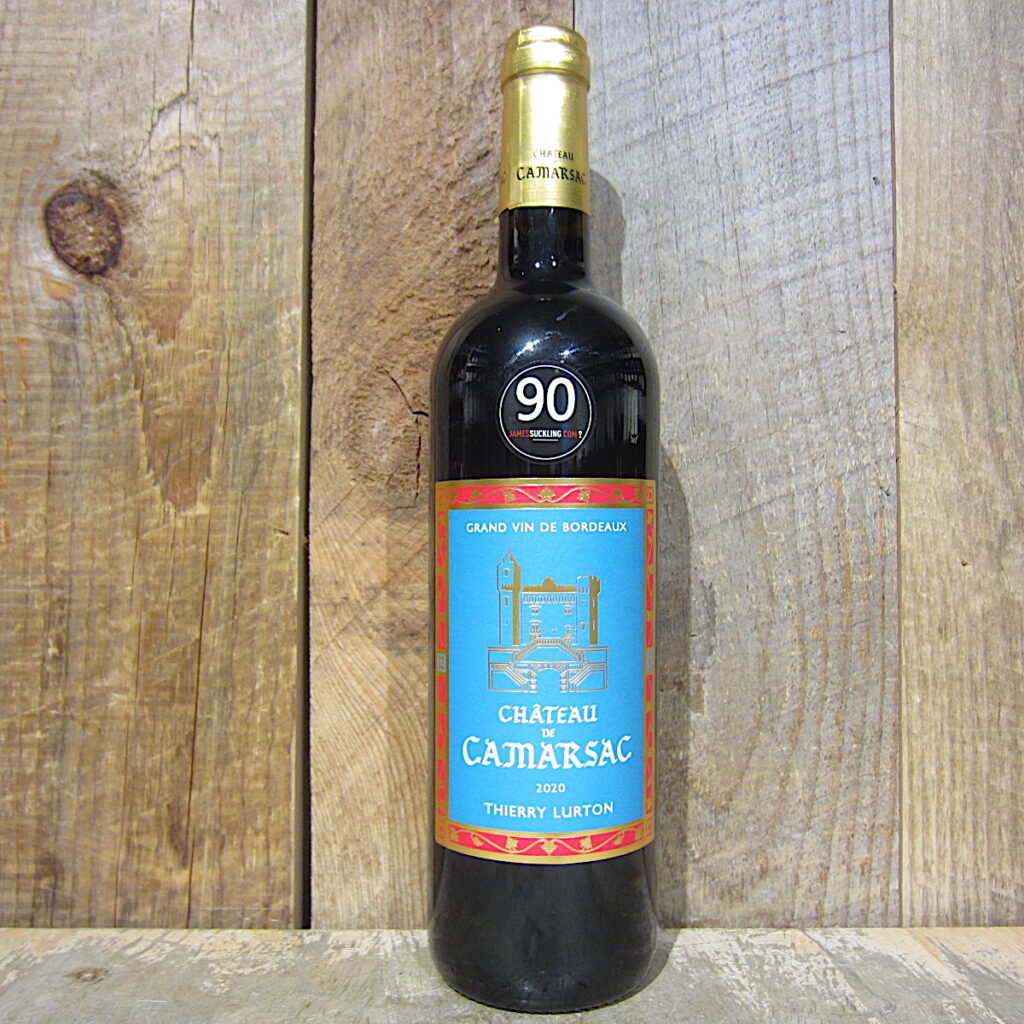 CHATEAU
CAMARSAC
90
JAMESSUCKLING.COM
GRAND VIN DE BORDEAUX
CHÂTEAU
DE
CAMARSAC
2020
THIERRY LURTON